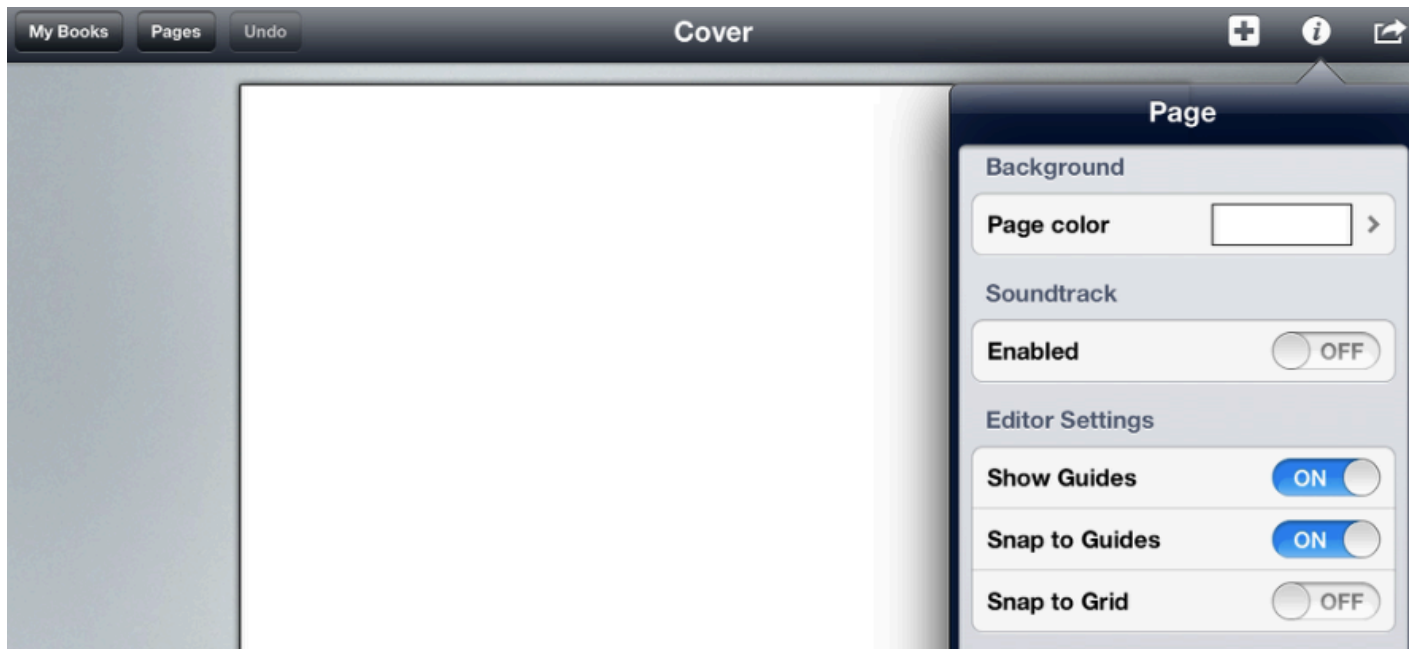 My Books Pages Undo Cover
Page
Background
Page color
Soundtrack
Enabled OFF
Editor Settings
Show Guides ON
Snap to Guides ON
Snap to Grid OFF